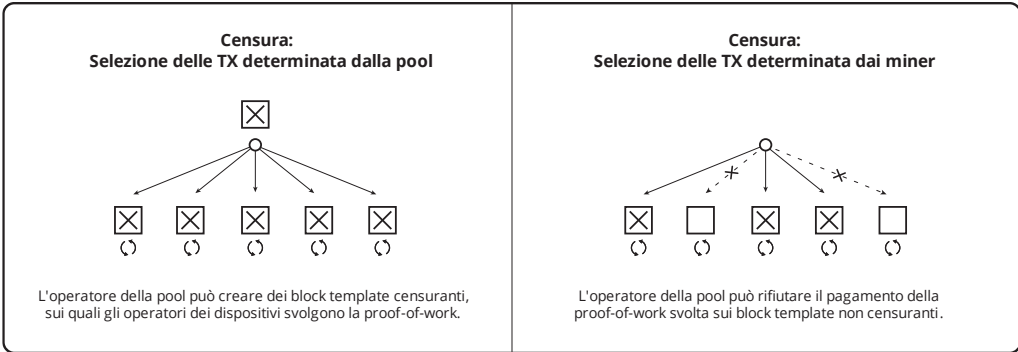 Censura:
Selezione delle TX determinata dalla pool
L'operatore della pool può creare dei block template censuranti,
sui quali gli operatori dei dispositivi svolgono la proof-of-work.
Censura:
Selezione delle TX determinata dai miner
L'operatore della pool può rifiutare il pagamento della
proof-of-work svolta sui block template non censuranti.